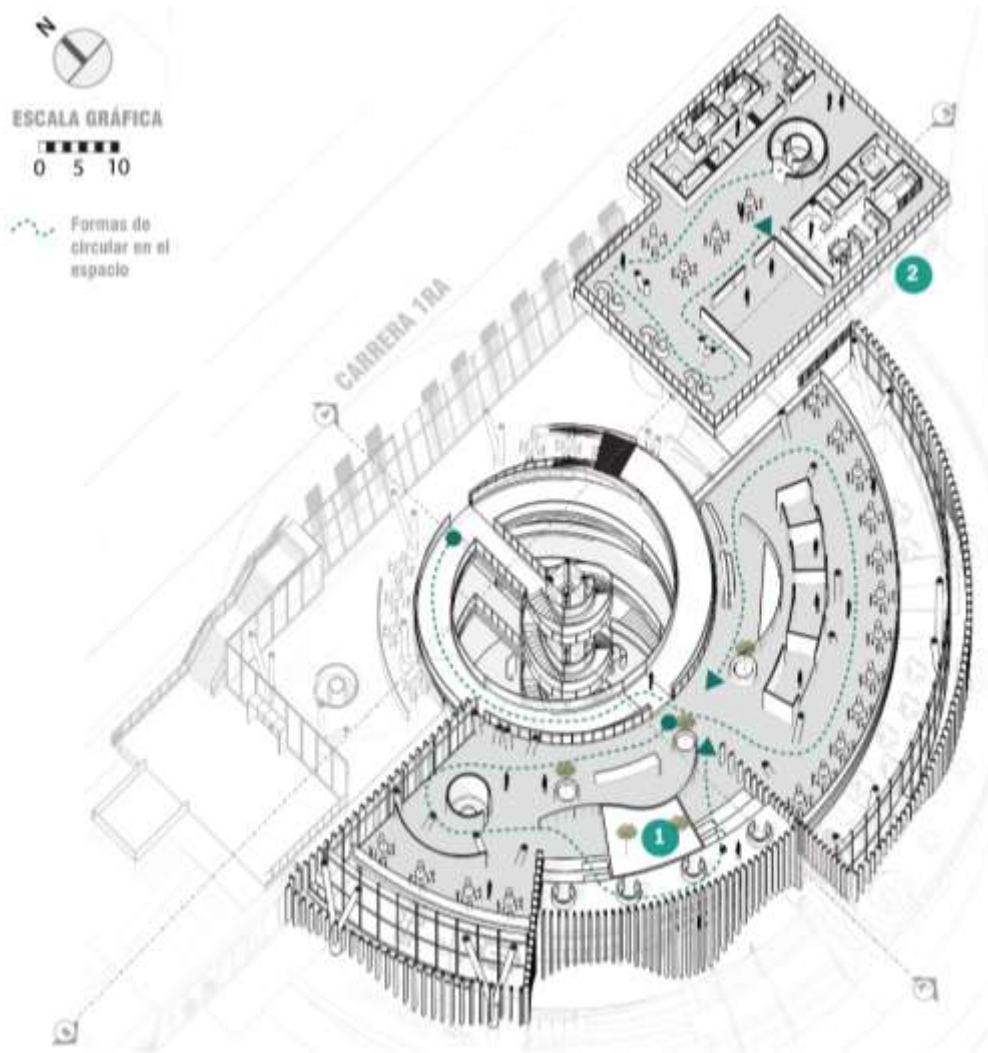 N
ESCALA GRÁFICA
0 5 10
Formas de
circular en el
espacio
CARRERA 1RA
2
1